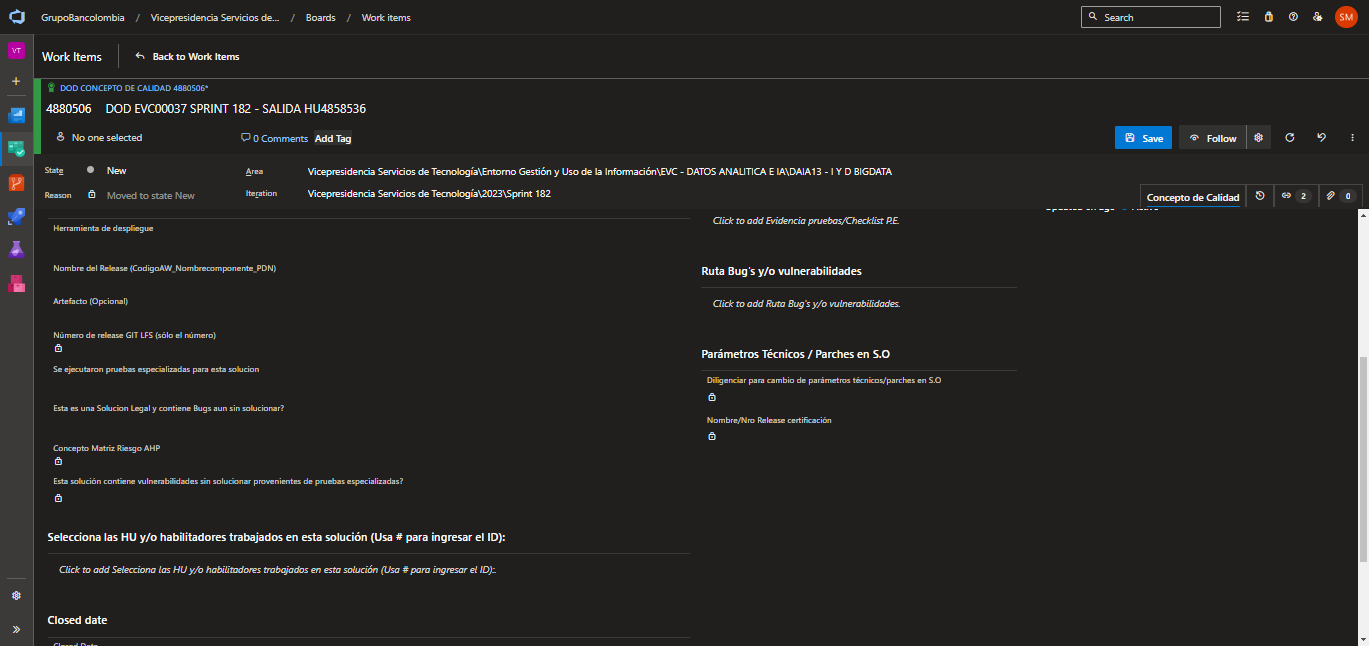 GrupoBancolombia / Vicepresidencia Servicios de... / Boards / Work items
Search
SM
VT
Work Items
Back to Work Items
DOD CONCEPTO DE CALIDAD 4880506*
4880506 DOD EVC00037 SPRINT 182 - SALIDA HU4858536
No one selected
0 Comments
Add Tag
Save
Follow
State
New
Area
Vicepresidencia Servicios de Tecnología\Entorno Gestión y Uso de la Información\EVC - DATOS ANALITICA E IA\DAIA13 - I Y D BIGDATA
Reason
Moved to state New
Iteration
Vicepresidencia Servicios de Tecnología\2023\Sprint 182
Concepto de Calidad
2
0
Herramienta de despliegue
Nombre del Release (CodigoAW_Nombrecomponente_PDN)
Artefacto (Opcional)
Número de release GIT LFS (sólo el número)
Se ejecutaron pruebas especializadas para esta solucion
Esta es una Solucion Legal y contiene Bugs aun sin solucionar?
Concepto Matriz Riesgo AHP
Esta solución contiene vulnerabilidades sin solucionar provenientes de pruebas especializadas?
Selecciona las HU y/o habilitadores trabajados en esta solución (Usa # para ingresar el ID):
Click to add Selecciona las HU y/o habilitadores trabajados en esta solución (Usa # para ingresar el ID):.
Closed date
Closed Date
Click to add Evidencia pruebas/Checklist P.E.
Ruta Bug's y/o vulnerabilidades
Click to add Ruta Bug's y/o vulnerabilidades.
Parámetros Técnicos / Parches en S.O
Diligenciar para cambio de parámetros técnicos/parches en S.O
Nombre/Nro Release certificación